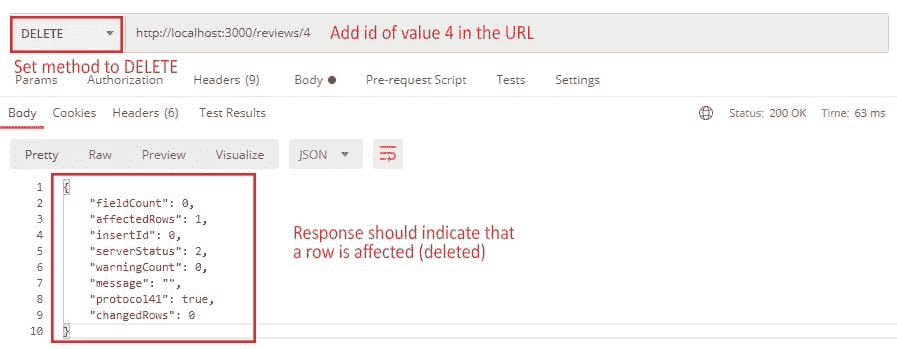 DELETE http://localhost:3000/reviews/4 Add id of value 4 in the URL
Set method to DELETE
Params Authorization Headers (9) Body Pre-request Script Tests Settings
Body Cookies Headers (6) Test Results Status: 200 OK Time: 63 ms
Pretty Raw Preview Visualize JSON
1 {
2 "fieldCount": 0,
3 "affectedRows": 1,
4 "insertId": 0,
5 "serverStatus": 2,
6 "warningCount": 0,
7 "message": "",
8 "protocol41": true,
9 "changedRows": 0
10 }
Response should indicate that
a row is affected (deleted)